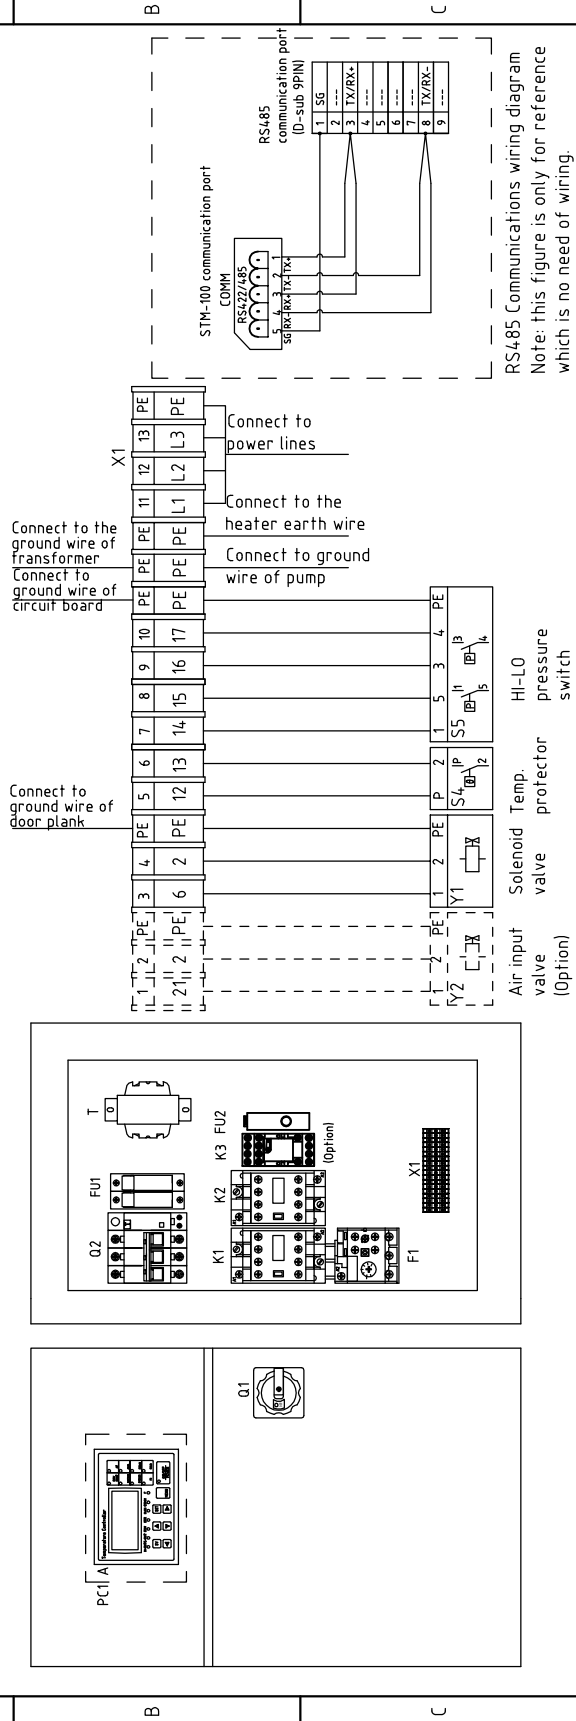 B
C
RS485
communication port
(D-sub 9PIN)
1 SG
2 ---
3 TX/RX+
4 ---
5 ---
6 ---
7 ---
8 TX/RX-
9 ---
STM-100 communication port
COMM
RS422/485
5 4 3 2 1
SG RX- RX+ TX- TX+
RS485 Communications wiring diagram
Note: this figure is only for reference
which is no need of wiring.
X1
1 2 PE 3 4 PE 5 6 7 8 9 10 PE PE PE 11 12 13 PE
21 2 PE 6 2 PE 12 13 14 15 16 17 PE PE PE L1 L2 L3 PE
Connect to
ground wire of
door plank
Connect to
ground wire of
circuit board
Connect to the
ground wire of
transformer
Connect to
power lines
Connect to the
heater earth wire
Connect to ground
wire of pump
1 2 PE
Y2
Air input
valve
(Option)
1 2 PE
Y1
Solenoid
valve
P 2
S4
θ
P
2
Temp.
protector
1 5 3 4 PE
S5
P
1
5
P
3
4
HI-LO
pressure
switch
Q2
FU1
T
K1
K2
K3
FU2
(Option)
F1
X1
PC1
A
Temperature Controller
Q1
B
C